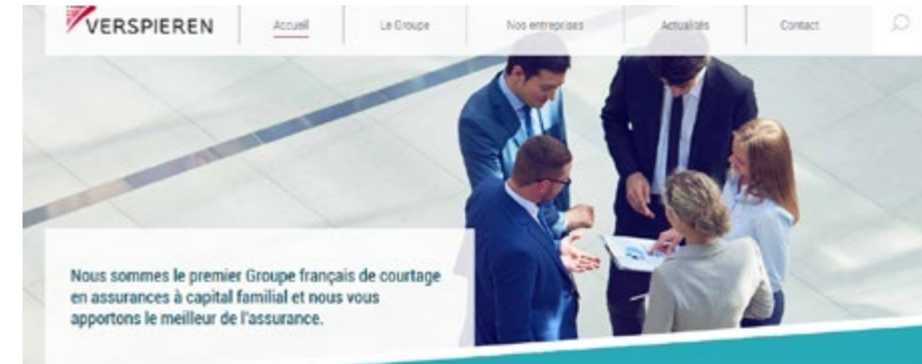 VERSPIEREN
Accueil
Le Groupe
Nos entreprises
Actualités
Contact
Nous sommes le premier Groupe français de courtage
en assurances à capital familial et nous vous
apportons le meilleur de l'assurance.